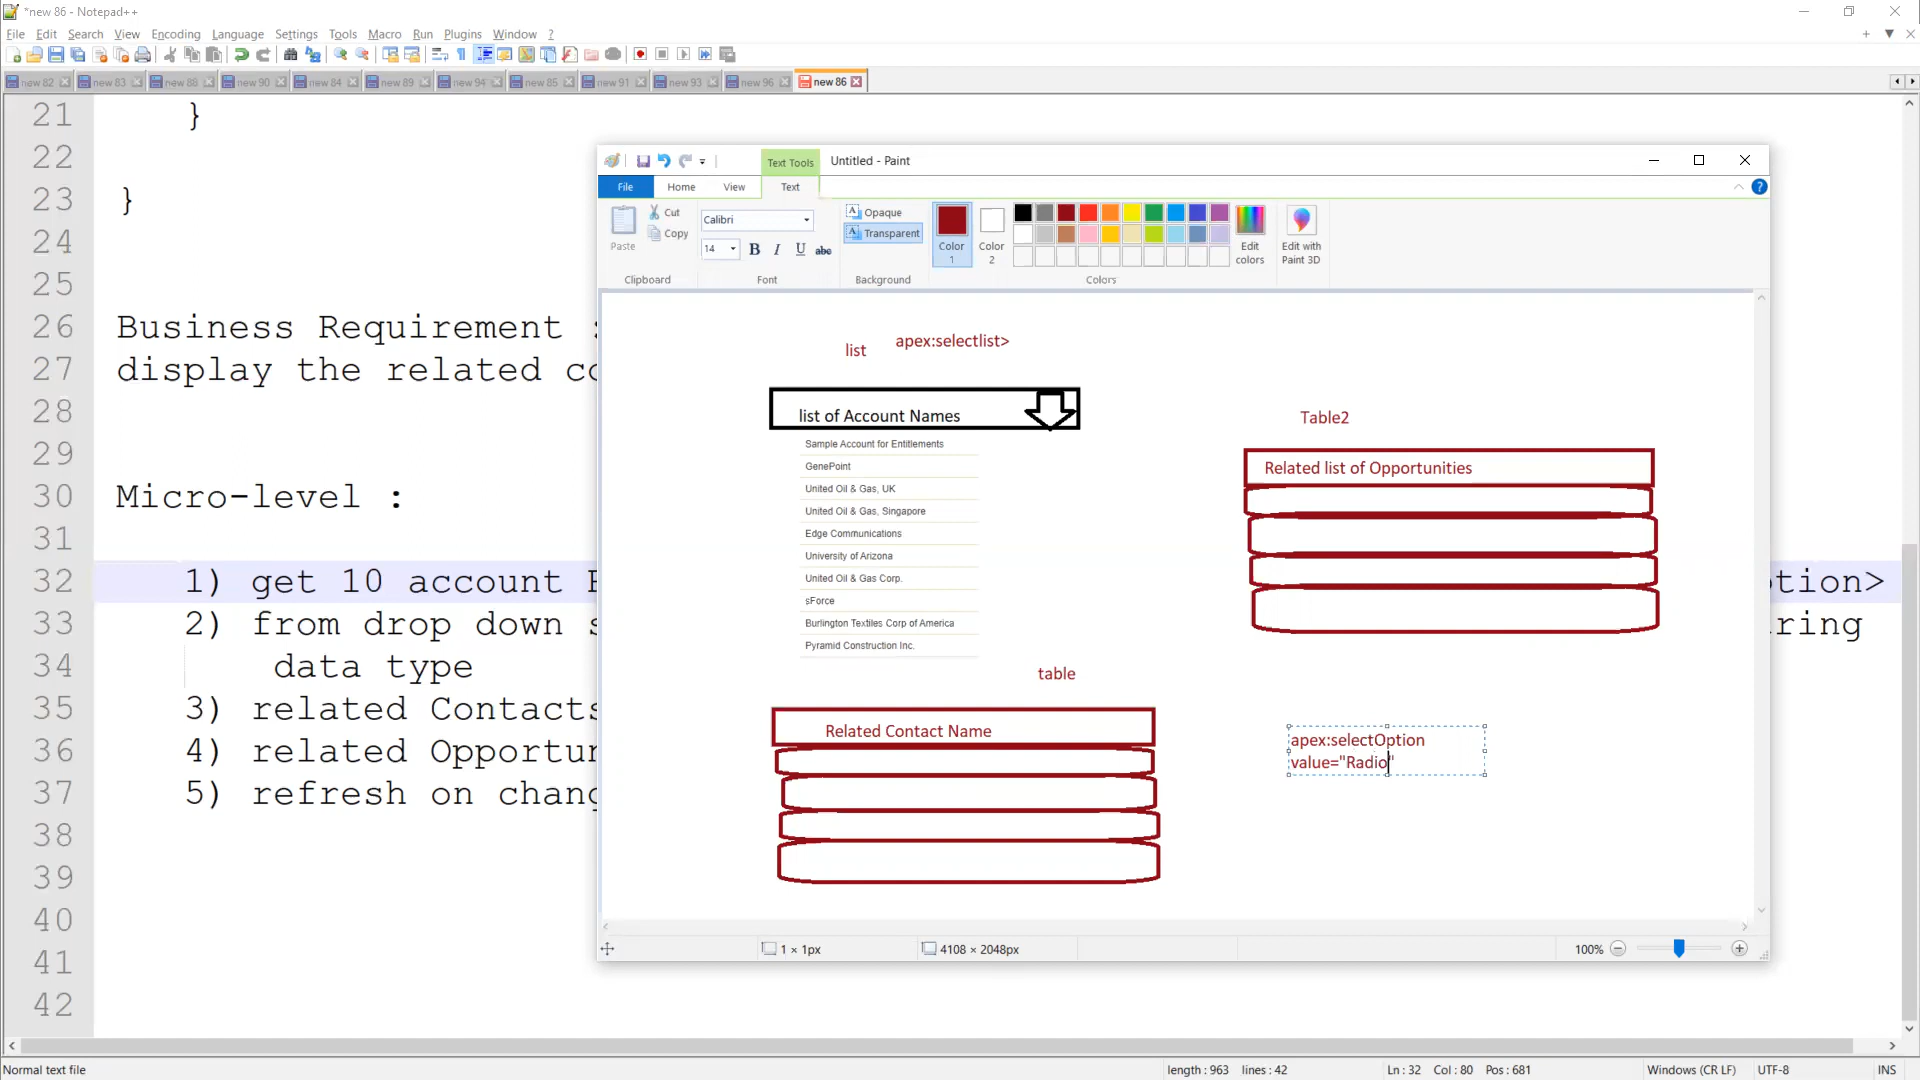 *new 86 - Notepad++
File Edit Search View Encoding Language Settings Tools Macro Run Plugins Window ?
new 82 new 83 new 88 new 90 new 84 new 89 new 94 new 85 new 91 new 93 new 96 new 86
21 }
22
23 }
24
25
26 Business Requirement :
27 display the related co
28
29
30 Micro-level :
31
32 1) get 10 account tion>
33 2) from drop down s ring
34 data type
35 3) related Contacts
36 4) related Opportun
37 5) refresh on chang
38
39
40
41
42
Text Tools Untitled - Paint
File Home View Text
Paste Cut Copy
Clipboard
Calibri
14 B I U abc
Font
Opaque
Transparent
Background
Color 1 Color 2
Edit colors
Edit with Paint 3D
Colors
list apex:selectlist>
list of Account Names
Sample Account for Entitlements
GenePoint
United Oil & Gas, UK
United Oil & Gas, Singapore
Edge Communications
University of Arizona
United Oil & Gas Corp.
sForce
Burlington Textiles Corp of America
Pyramid Construction Inc.
Table2
Related list of Opportunities
table
Related Contact Name
apex:selectOption
value="Radio"
1 × 1px 4108 × 2048px 100%
Normal text file length : 963 lines : 42 Ln : 32 Col : 80 Pos : 681 Windows (CR LF) UTF-8 INS